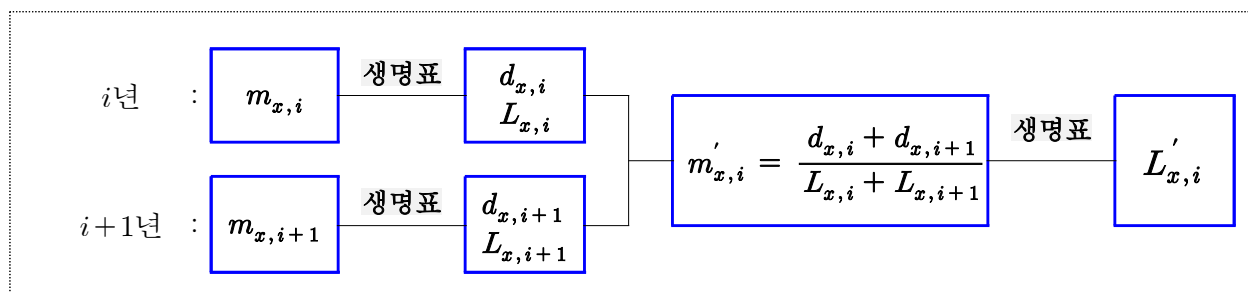 i년 : m_{x,i} 생명표 d_{x,i}
L_{x,i}
m'_{x,i} = \frac{d_{x,i} + d_{x,i+1}}{L_{x,i} + L_{x,i+1}} 생명표 L'_{x,i}
i+1년 : m_{x,i+1} 생명표 d_{x,i+1}
L_{x,i+1}